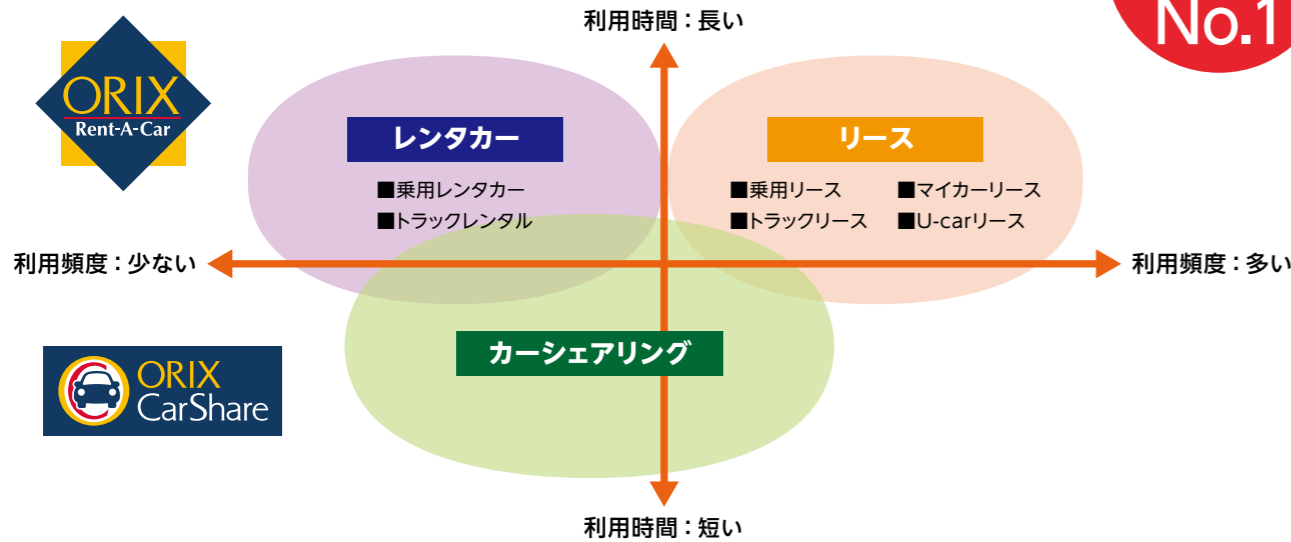 No.1
利用時間：長い
ORIX
Rent-A-Car
レンタカー
■乗用レンタカー
■トラックレンタル
リース
■乗用リース ■マイカーリース
■トラックリース ■U-carリース
利用頻度：少ない
利用頻度：多い
カーシェアリング
ORIX
CarShare
利用時間：短い